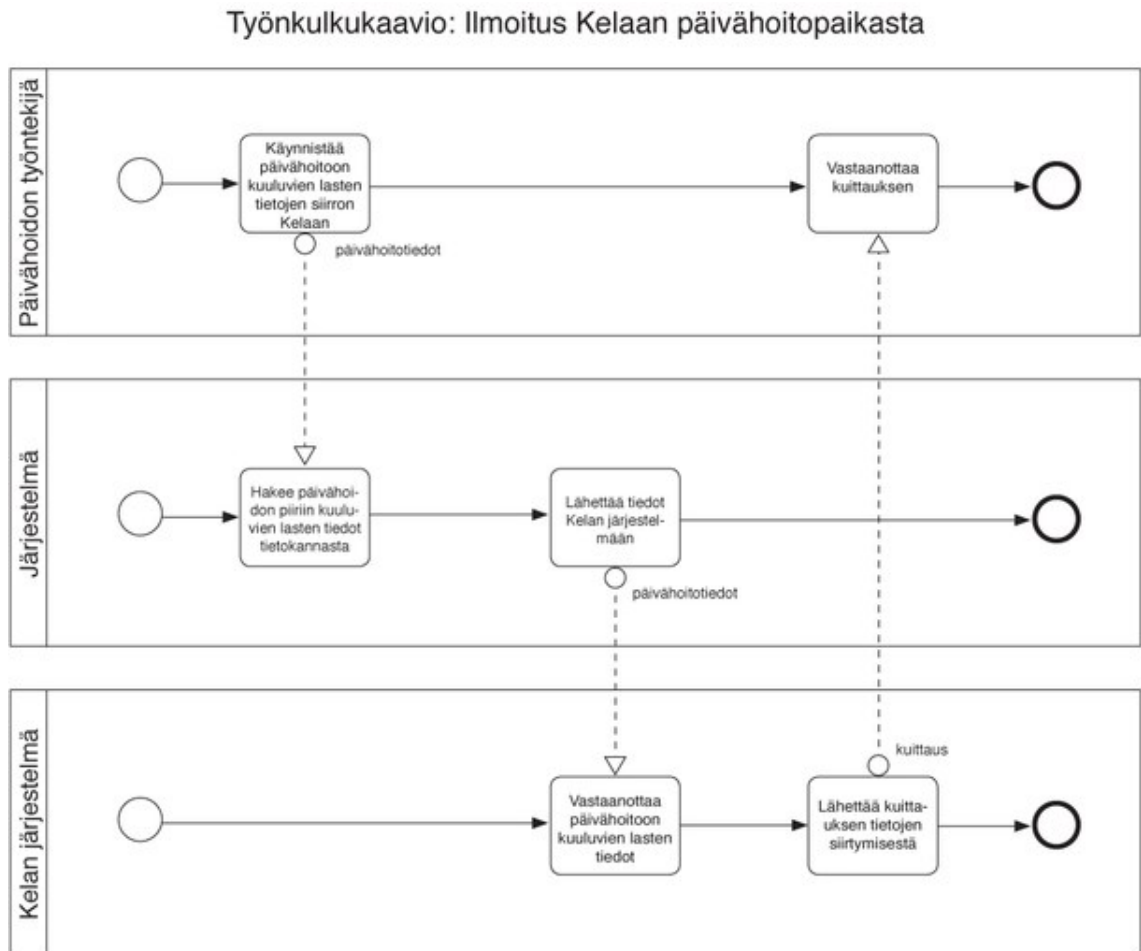 Työnkulkukaavio: Ilmoitus Kelaan päivähoitopaikasta
Päivähoidon työntekijä
Käynnistää
päivähoitoon
kuuluvien lasten
tietojen siirron
Kelaan
Vastaanottaa
kuittauksen
päivähoitotiedot
Järjestelmä
Hakee päivähoi-
don piiriin kuulu-
vien lasten tiedot
tietokannasta
Lähettää tiedot
Kelan järjestel-
mään
päivähoitotiedot
Kelan järjestelmä
kuittaus
Vastaanottaa
päivähoitoon
kuuluvien lasten
tiedot
Lähettää kuitta-
uksen tietojen
siirtymisestä